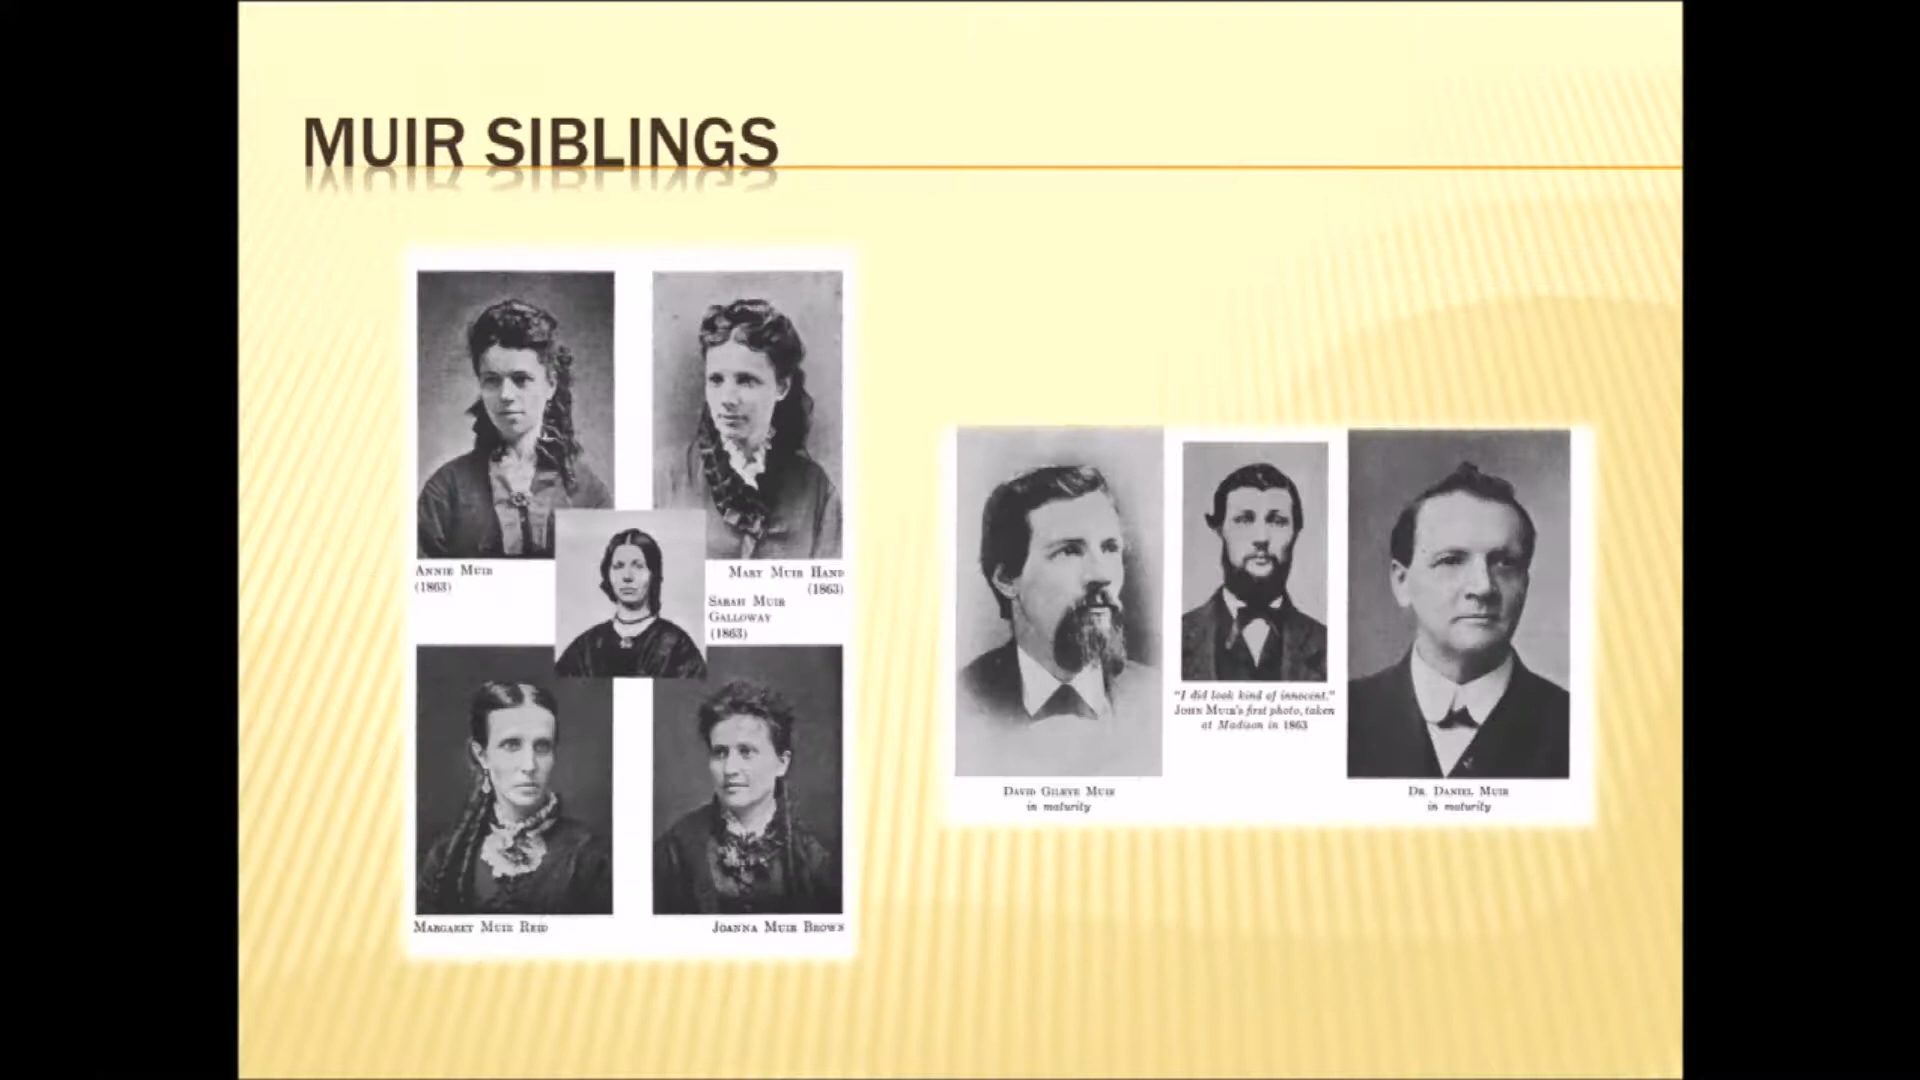 MUIR SIBLINGS
ANNIE MUIR
(1863)
MARY MUIR HAND
(1863)
SARAH MUIR
GALLOWAY
(1863)
MARGARET MUIR REID
JOANNA MUIR BROWN
"I did look kind of innocent."
JOHN MUIR's first photo, taken
at Madison in 1863
DAVID GILRYE MUIR
in maturity
DR. DANIEL MUIR
in maturity